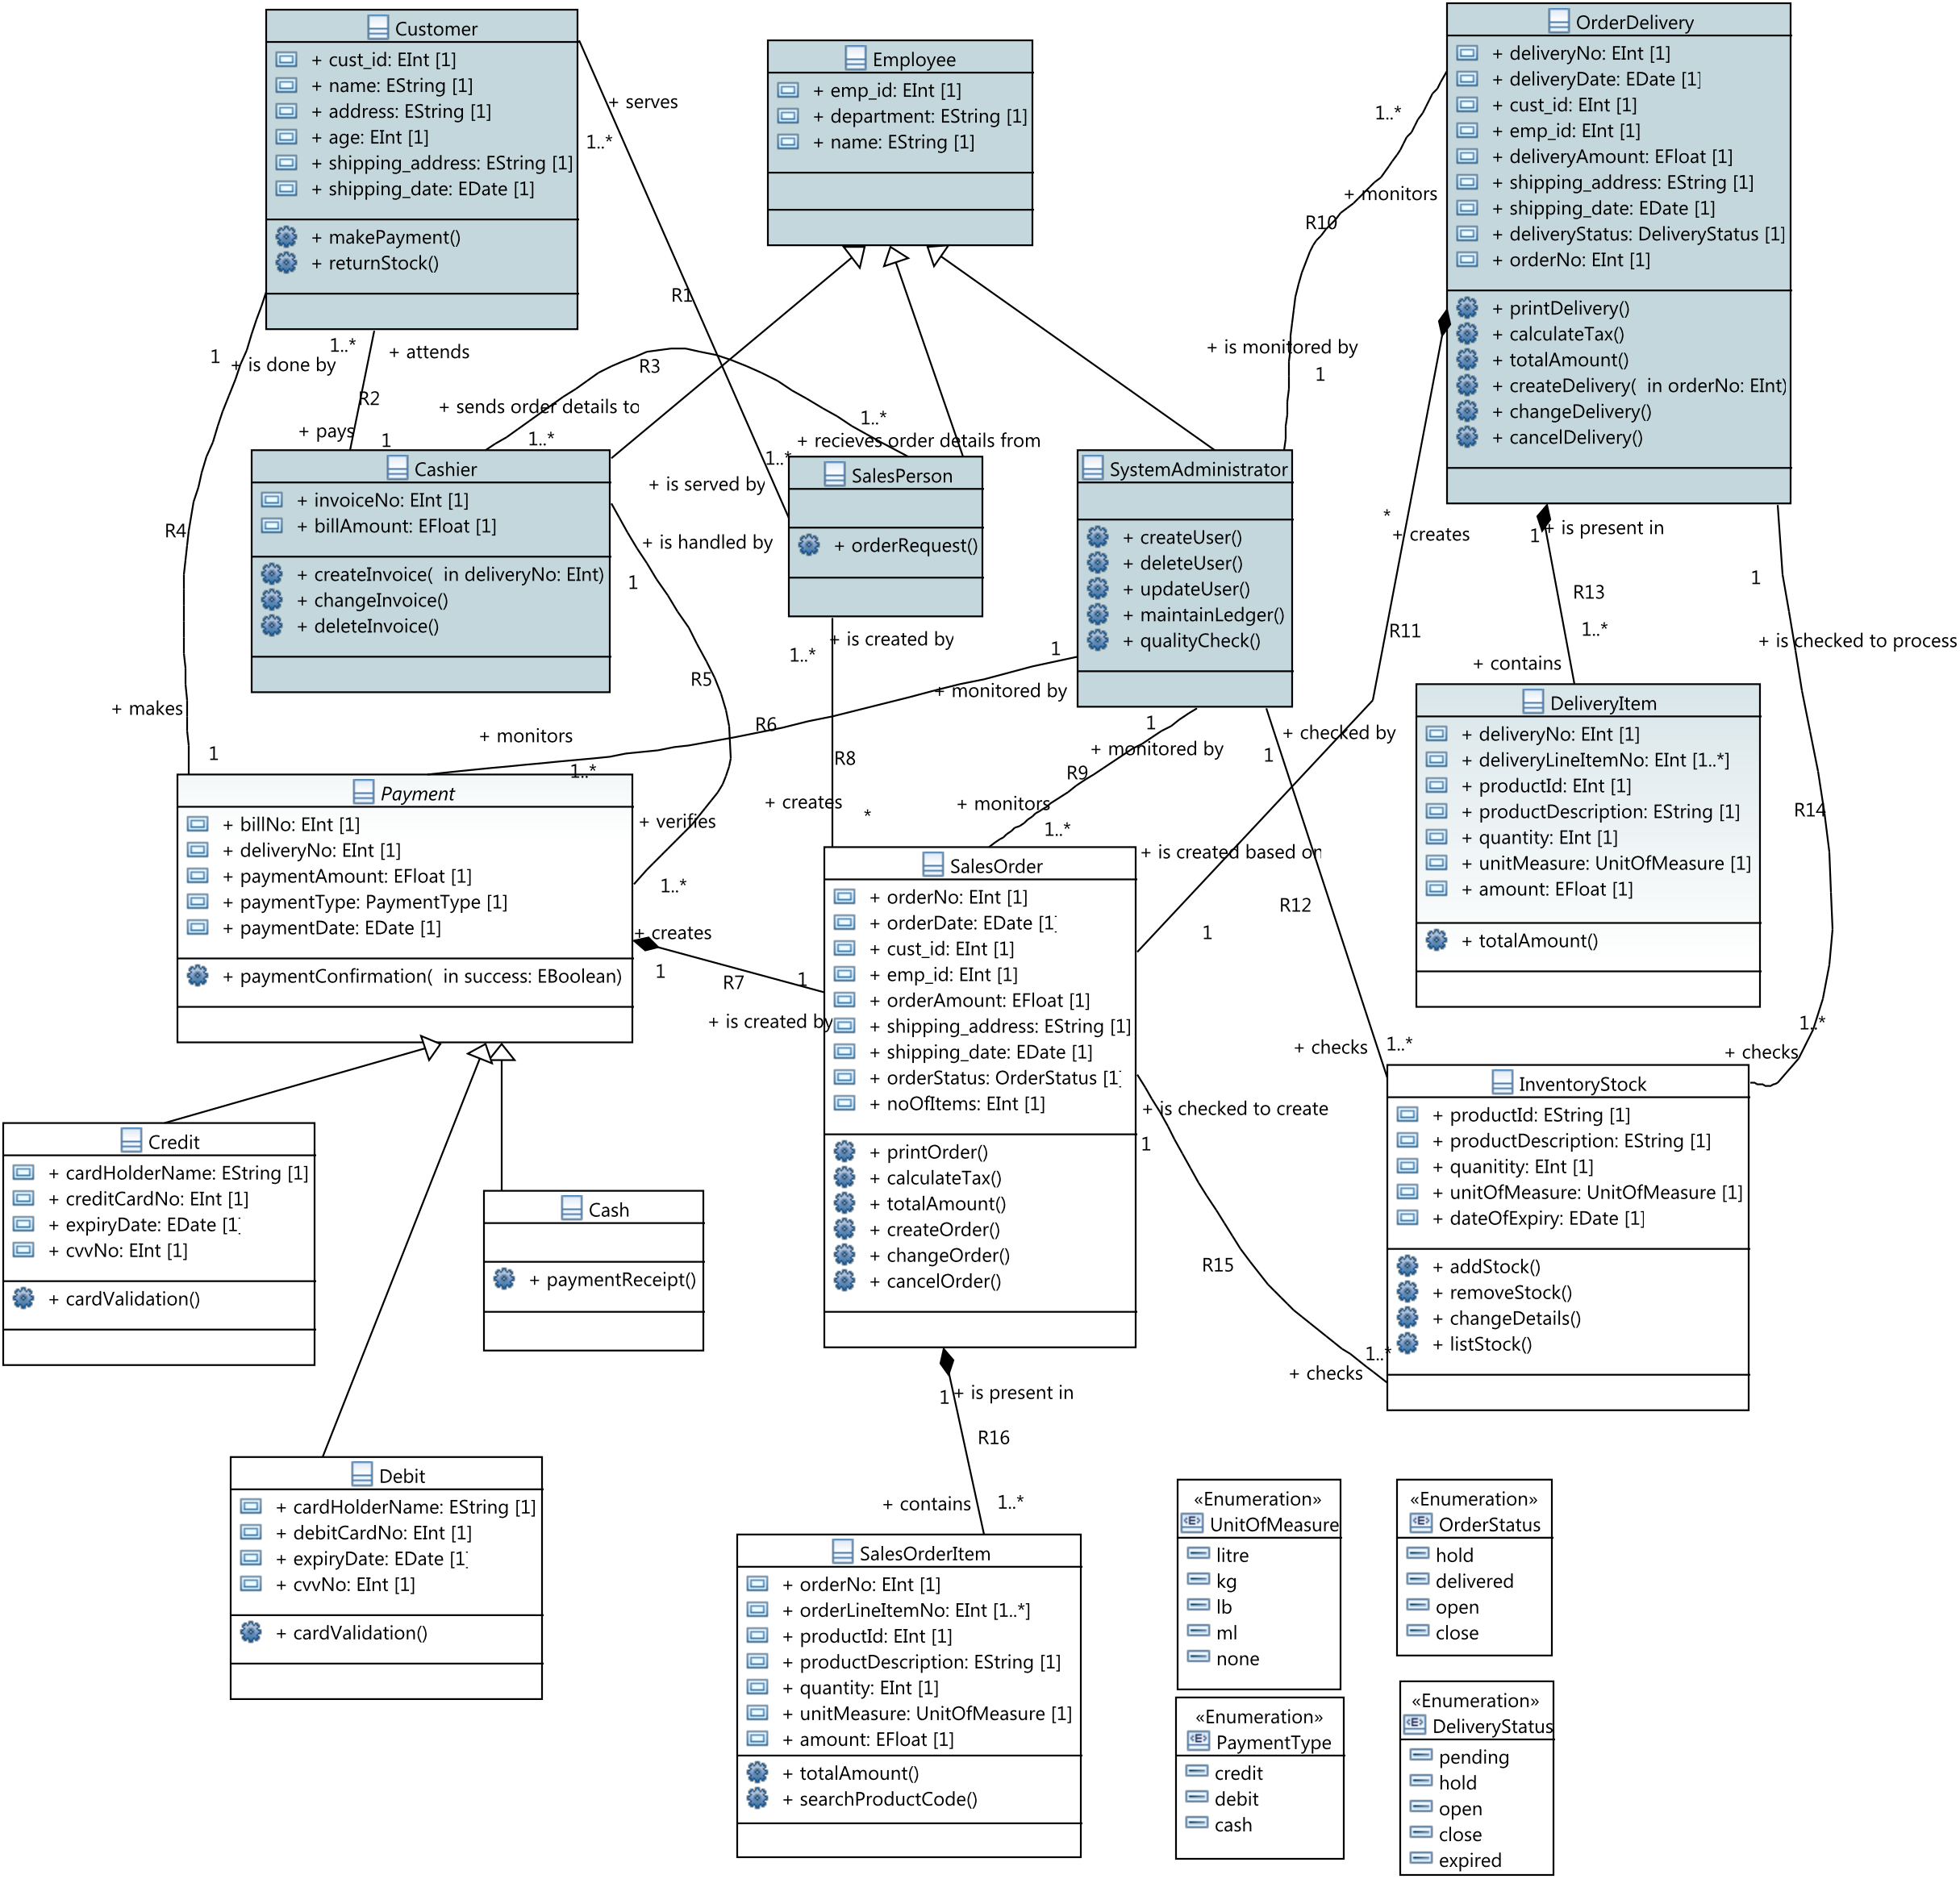 Customer
+ cust_id: EInt [1]
+ name: EString [1]
+ address: EString [1]
+ age: EInt [1]
+ shipping_address: EString [1]
+ shipping_date: EDate [1]
+ makePayment()
+ returnStock()
Employee
+ emp_id: EInt [1]
+ department: EString [1]
+ name: EString [1]
OrderDelivery
+ deliveryNo: EInt [1]
+ deliveryDate: EDate [1]
+ cust_id: EInt [1]
+ emp_id: EInt [1]
+ deliveryAmount: EFloat [1]
+ shipping_address: EString [1]
+ shipping_date: EDate [1]
+ deliveryStatus: DeliveryStatus [1]
+ orderNo: EInt [1]
+ printDelivery()
+ calculateTax()
+ totalAmount()
+ createDelivery(  in orderNo: EInt)
+ changeDelivery()
+ cancelDelivery()
+ serves
1..*
R1
+ is served by
1..*
1..*
+ monitors
R10
+ is monitored by
1
1
+ is done by
R4
+ makes
1
1..*
+ attends
R2
+ pays
1
R3
+ sends order details to
1..*
1..*
+ recieves order details from
Cashier
+ invoiceNo: EInt [1]
+ billAmount: EFloat [1]
+ createInvoice(  in deliveryNo: EInt)
+ changeInvoice()
+ deleteInvoice()
SalesPerson
+ orderRequest()
SystemAdministrator
+ createUser()
+ deleteUser()
+ updateUser()
+ maintainLedger()
+ qualityCheck()
+ is handled by
1
R5
+ verifies
1..*
+ is created by
1..*
R8
+ creates
*
1
+ monitored by
R6
+ monitors
1..*
1
+ monitored by
R9
+ monitors
1..*
*
+ creates
R11
+ is created based on
1
1
+ is present in
R13
1..*
+ contains
1
+ is checked to process
R14
1..*
+ checks
+ checked by
1
R12
+ checks
1..*
DeliveryItem
+ deliveryNo: EInt [1]
+ deliveryLineItemNo: EInt [1..*]
+ productId: EInt [1]
+ productDescription: EString [1]
+ quantity: EInt [1]
+ unitMeasure: UnitOfMeasure [1]
+ amount: EFloat [1]
+ totalAmount()
Payment
+ billNo: EInt [1]
+ deliveryNo: EInt [1]
+ paymentAmount: EFloat [1]
+ paymentType: PaymentType [1]
+ paymentDate: EDate [1]
+ paymentConfirmation(  in success: EBoolean)
+ creates
1
R7
1
+ is created by
SalesOrder
+ orderNo: EInt [1]
+ orderDate: EDate [1]
+ cust_id: EInt [1]
+ emp_id: EInt [1]
+ orderAmount: EFloat [1]
+ shipping_address: EString [1]
+ shipping_date: EDate [1]
+ orderStatus: OrderStatus [1]
+ noOfItems: EInt [1]
+ printOrder()
+ calculateTax()
+ totalAmount()
+ createOrder()
+ changeOrder()
+ cancelOrder()
+ is checked to create
1
R15
1..*
+ checks
InventoryStock
+ productId: EString [1]
+ productDescription: EString [1]
+ quanitity: EInt [1]
+ unitOfMeasure: UnitOfMeasure [1]
+ dateOfExpiry: EDate [1]
+ addStock()
+ removeStock()
+ changeDetails()
+ listStock()
Credit
+ cardHolderName: EString [1]
+ creditCardNo: EInt [1]
+ expiryDate: EDate [1]
+ cvvNo: EInt [1]
+ cardValidation()
Cash
+ paymentReceipt()
Debit
+ cardHolderName: EString [1]
+ debitCardNo: EInt [1]
+ expiryDate: EDate [1]
+ cvvNo: EInt [1]
+ cardValidation()
1
+ is present in
R16
+ contains
1..*
SalesOrderItem
+ orderNo: EInt [1]
+ orderLineItemNo: EInt [1..*]
+ productId: EInt [1]
+ productDescription: EString [1]
+ quantity: EInt [1]
+ unitMeasure: UnitOfMeasure [1]
+ amount: EFloat [1]
+ totalAmount()
+ searchProductCode()
«Enumeration»
UnitOfMeasure
litre
kg
lb
ml
none
«Enumeration»
OrderStatus
hold
delivered
open
close
«Enumeration»
PaymentType
credit
debit
cash
«Enumeration»
DeliveryStatus
pending
hold
open
close
expired